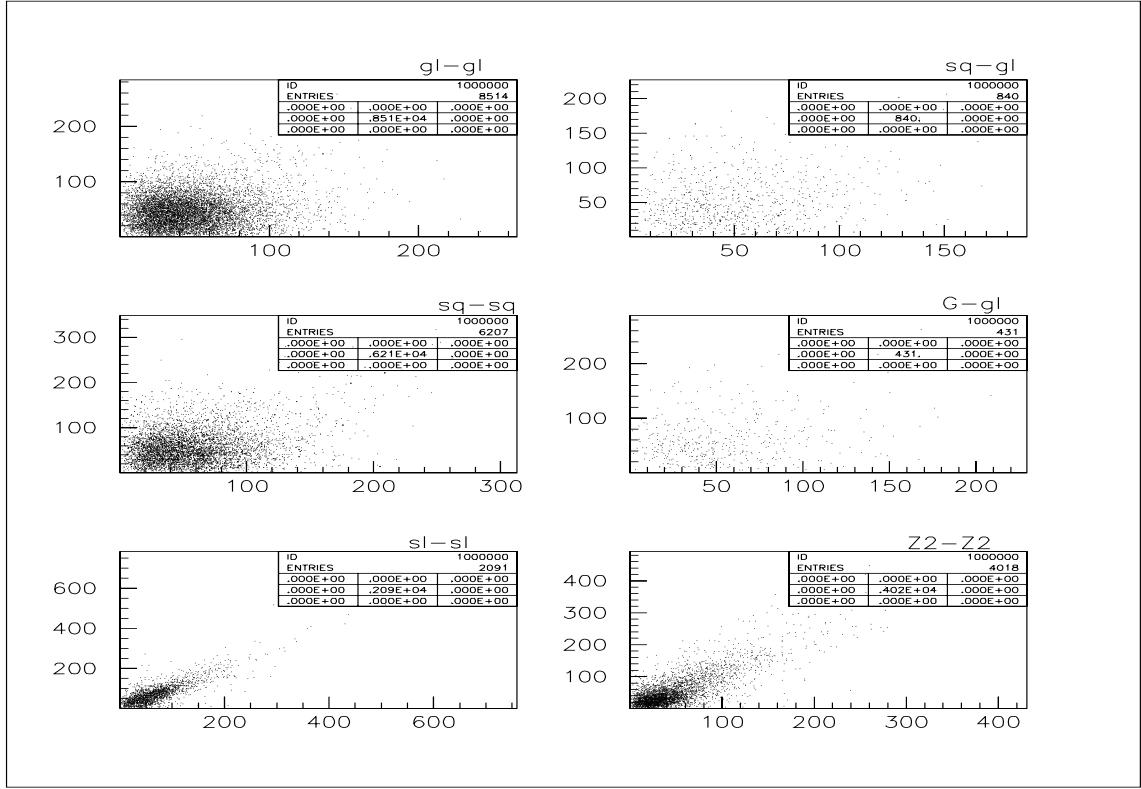 gl-gl
ID 1000000
ENTRIES 8514
.000E+00 .000E+00 .000E+00
.000E+00 .851E+04 .000E+00
.000E+00 .000E+00 .000E+00
200
100
100 200
sq-gl
ID 1000000
ENTRIES 840
.000E+00 .000E+00 .000E+00
.000E+00 840. .000E+00
.000E+00 .000E+00 .000E+00
200
150
100
50
50 100 150
sq-sq
ID 1000000
ENTRIES 6207
.000E+00 .000E+00 .000E+00
.000E+00 .621E+04 .000E+00
.000E+00 .000E+00 .000E+00
300
200
100
100 200 300
G-gl
ID 1000000
ENTRIES 431
.000E+00 .000E+00 .000E+00
.000E+00 431. .000E+00
.000E+00 .000E+00 .000E+00
200
100
50 100 150 200
sl-sl
ID 1000000
ENTRIES 2091
.000E+00 .000E+00 .000E+00
.000E+00 .209E+04 .000E+00
.000E+00 .000E+00 .000E+00
600
400
200
200 400 600
Z2-Z2
ID 1000000
ENTRIES 4018
.000E+00 .000E+00 .000E+00
.000E+00 .402E+04 .000E+00
.000E+00 .000E+00 .000E+00
400
300
200
100
100 200 300 400